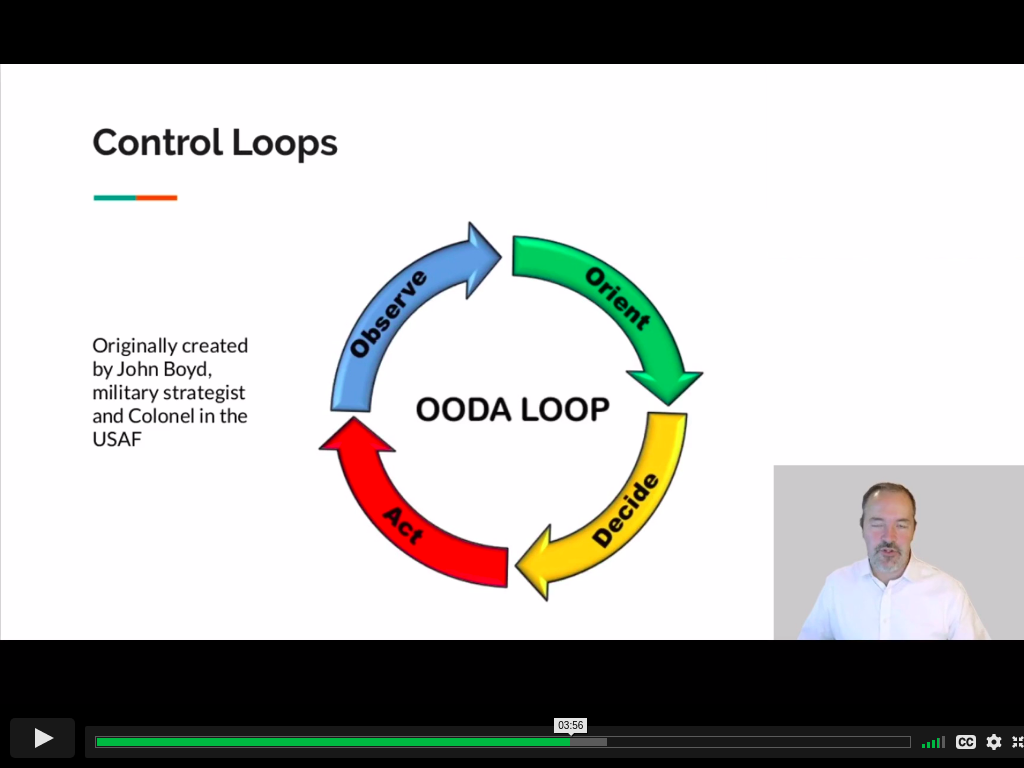 Control Loops
Observe
Orient
Originally created
by John Boyd,
military strategist
and Colonel in the
USAF
OODA LOOP
Decide
Act
03:56
CC